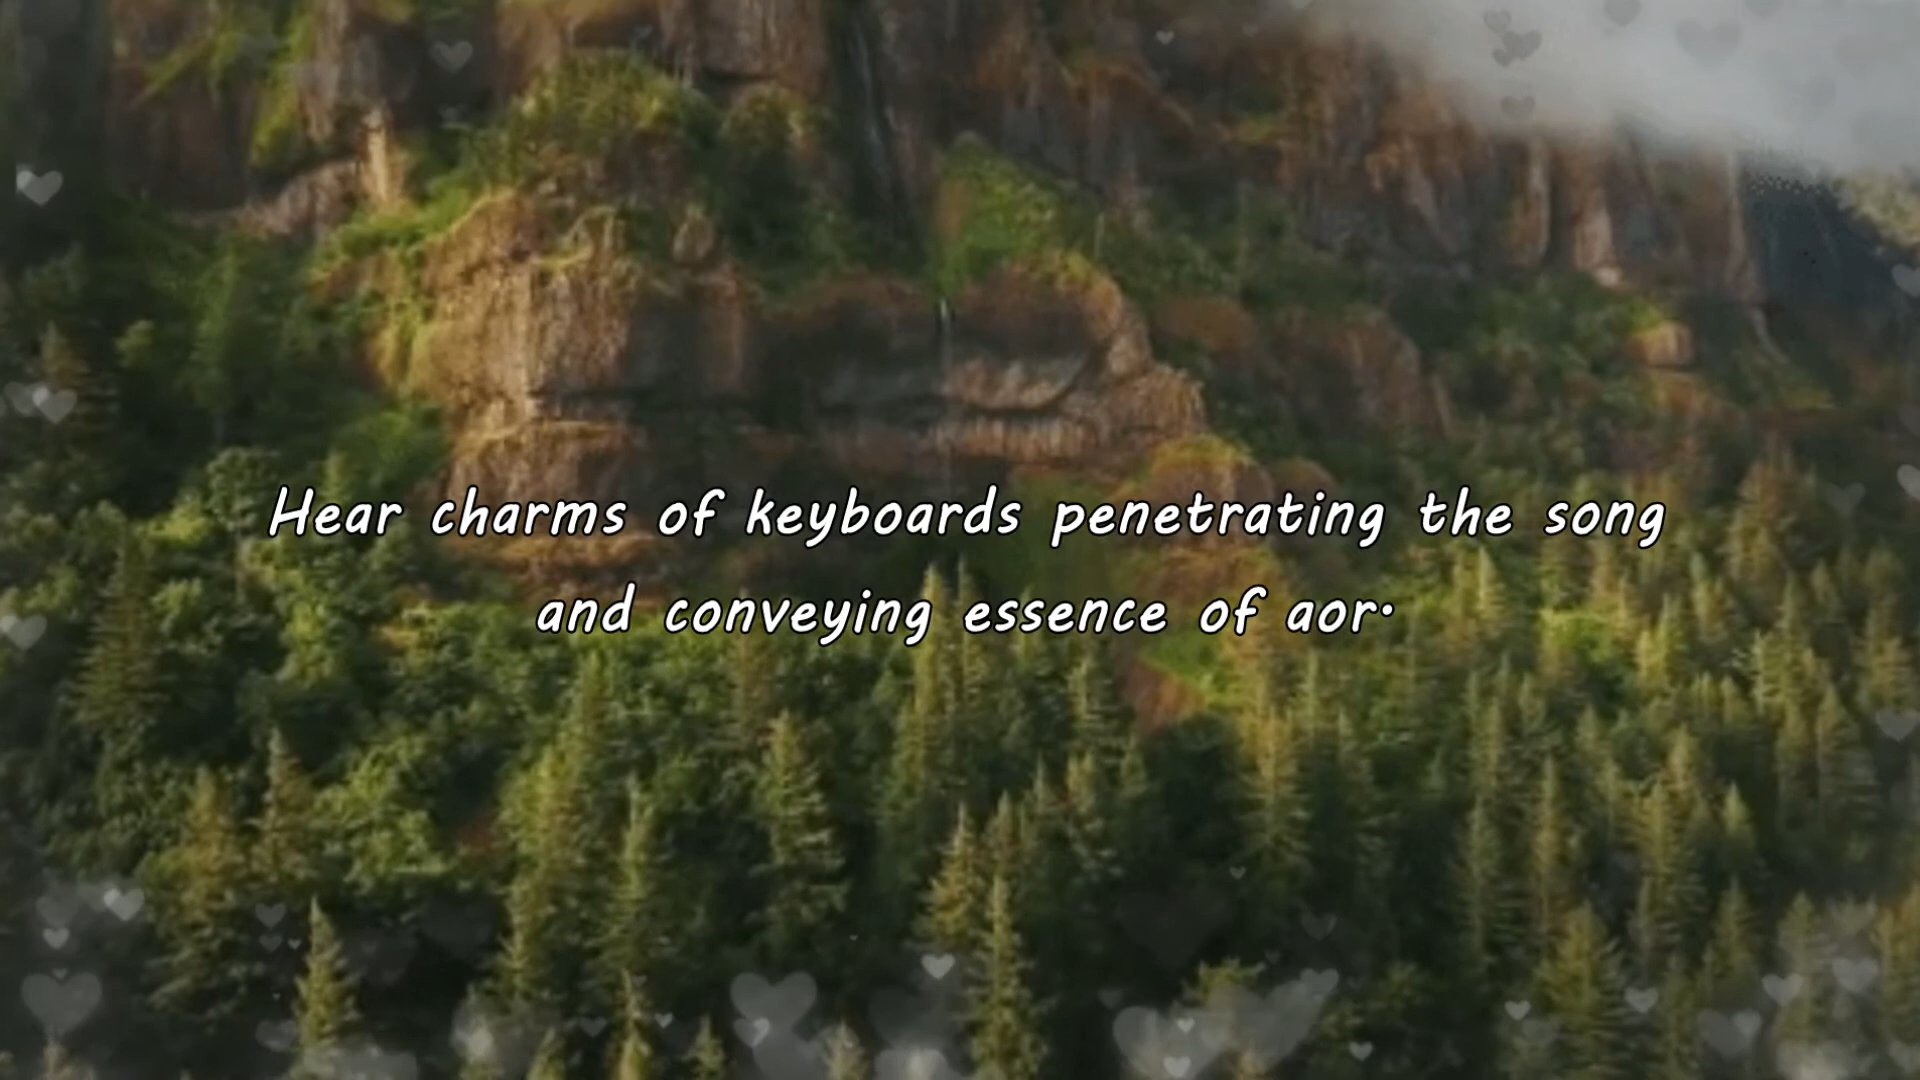 Hear charms of keyboards penetrating the song
and conveying essence of aor.